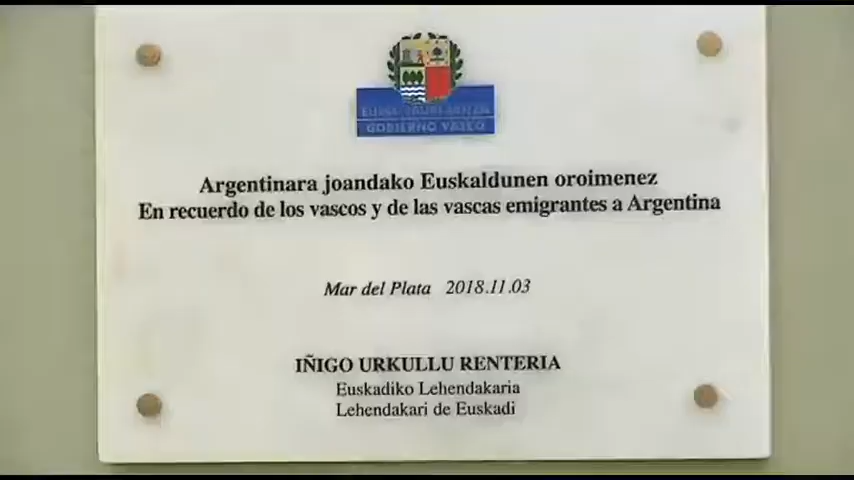 EUSKO JAURLARITZA
GOBIERNO VASCO
Argentinara joandako Euskaldunen oroimenez
En recuerdo de los vascos y de las vascas emigrantes a Argentina
Mar del Plata 2018.11.03
IÑIGO URKULLU RENTERIA
Euskadiko Lehendakaria
Lehendakari de Euskadi